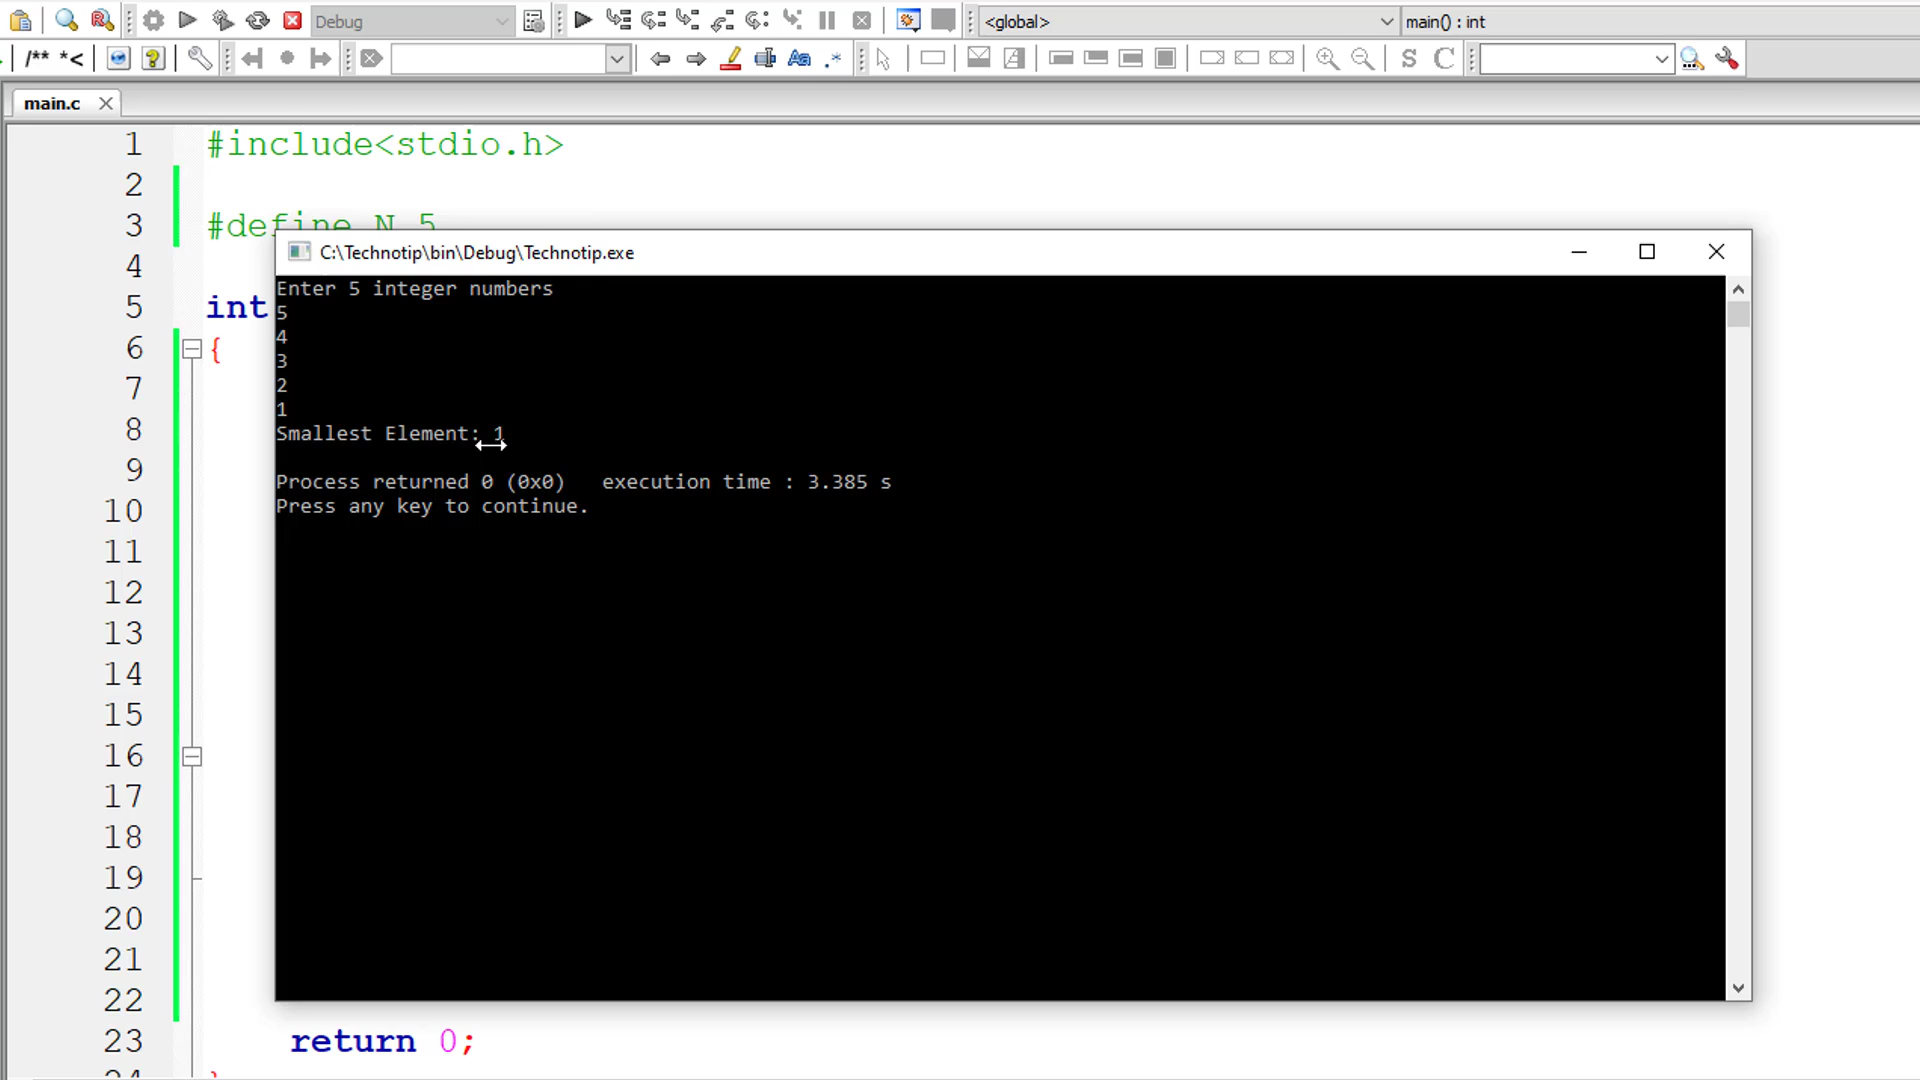 Debug
<global>
main() : int
/** *<
Aa
.*
S
C
main.c
1 #include<stdio.h>
2
3 #define N 5
4
5 int
6 {
7
8
9
10
11
12
13
14
15
16
17
18
19
20
21
22
23 return 0;
24 }
C:\Technotip\bin\Debug\Technotip.exe
Enter 5 integer numbers
5
4
3
2
1
Smallest Element: 1
Process returned 0 (0x0)   execution time : 3.385 s
Press any key to continue.